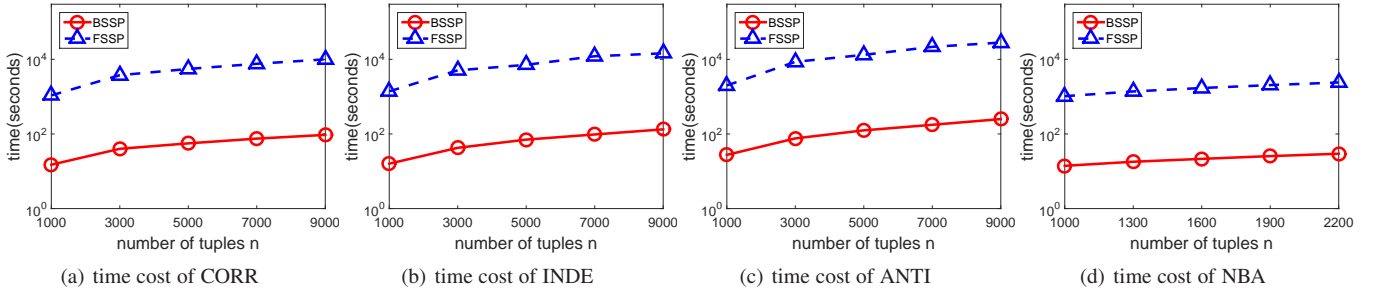 BSSP
FSSP
time(seconds)
10^4
10^2
10^0
1000 3000 5000 7000 9000
number of tuples n
(a) time cost of CORR
BSSP
FSSP
time(seconds)
10^4
10^2
10^0
1000 3000 5000 7000 9000
number of tuples n
(b) time cost of INDE
BSSP
FSSP
time(seconds)
10^4
10^2
10^0
1000 3000 5000 7000 9000
number of tuples n
(c) time cost of ANTI
BSSP
FSSP
time(seconds)
10^4
10^2
10^0
1000 1300 1600 1900 2200
number of tuples n
(d) time cost of NBA